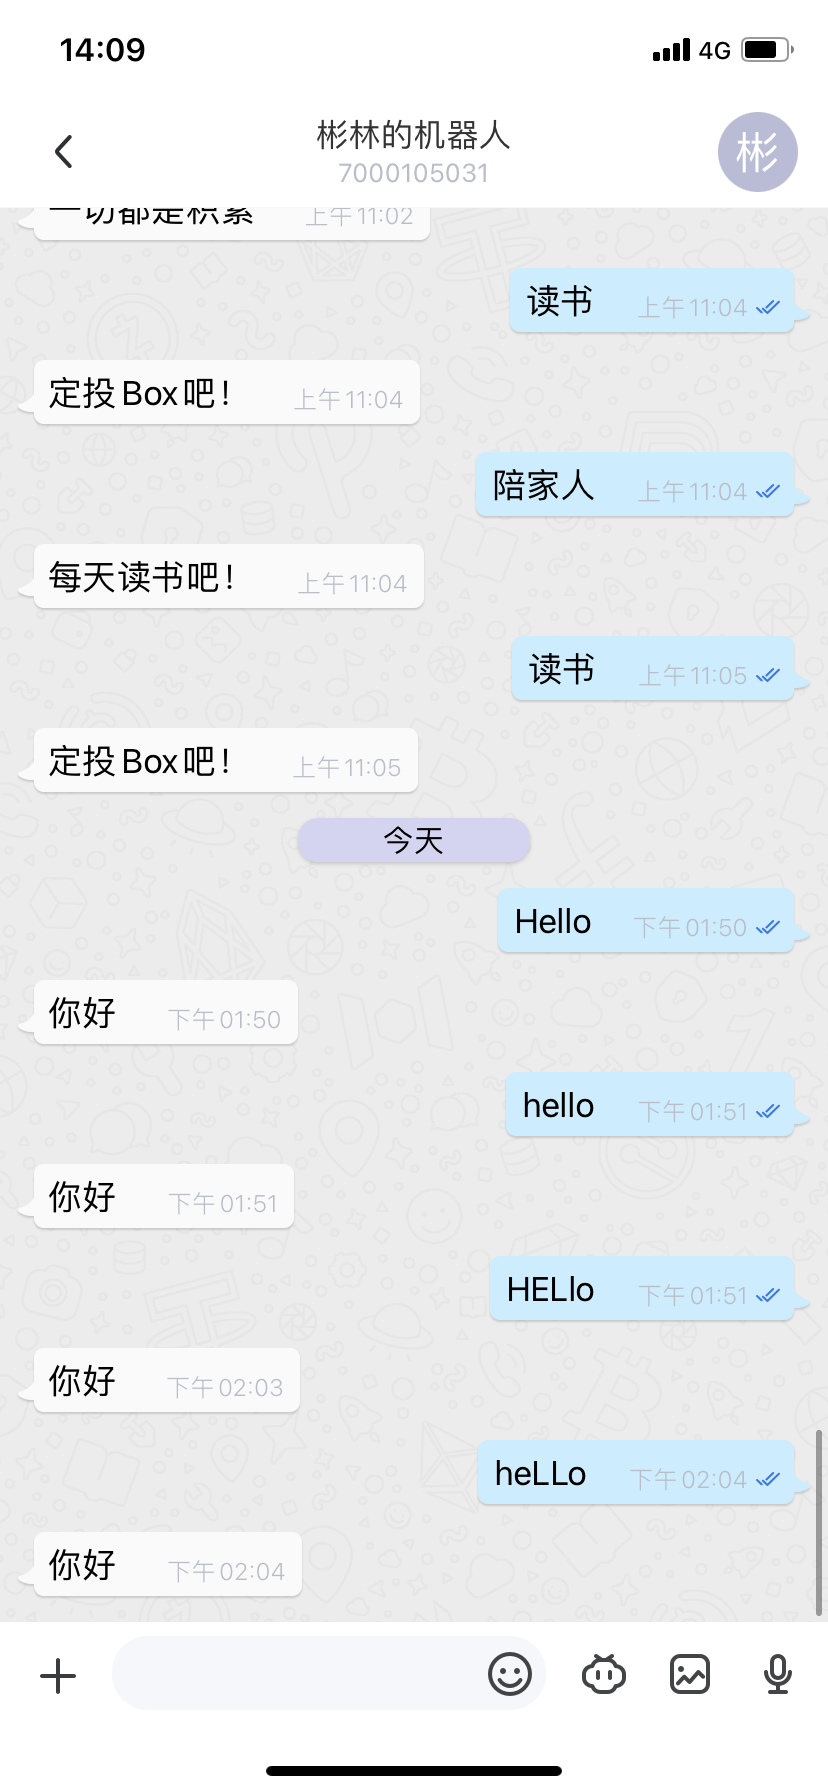 14:09
4G
彬林的机器人
7000105031
彬
一切都是积累 上午11:02
读书 上午11:04
定投Box吧！ 上午11:04
陪家人 上午11:04
每天读书吧！ 上午11:04
读书 上午11:05
定投Box吧！ 上午11:05
今天
Hello 下午01:50
你好 下午01:50
hello 下午01:51
你好 下午01:51
HELlo 下午01:51
你好 下午02:03
heLLo 下午02:04
你好 下午02:04